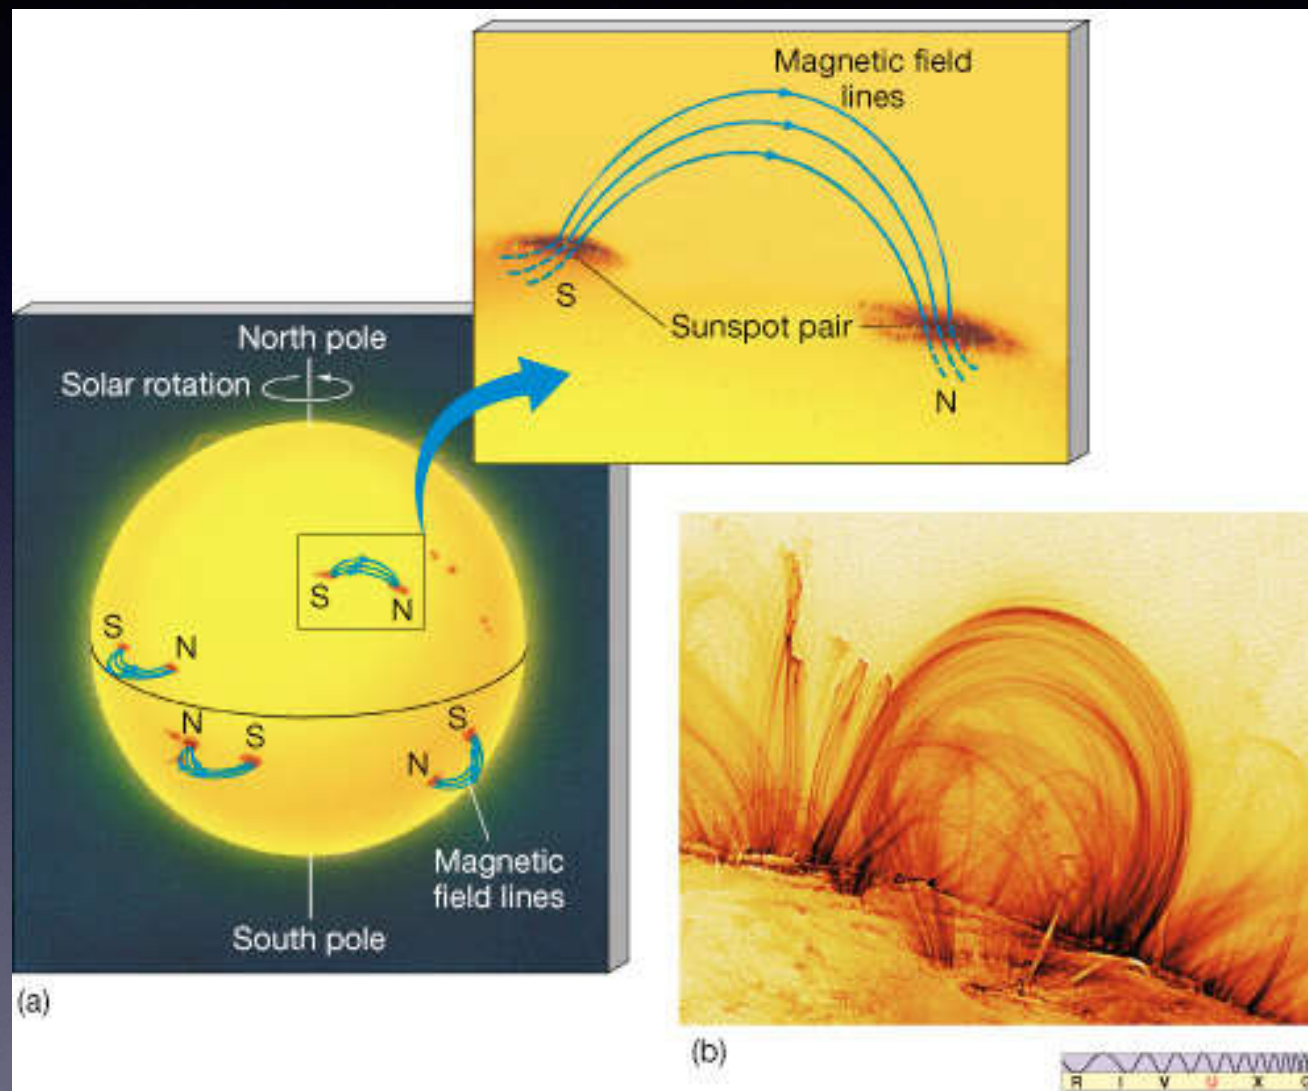 Magnetic field
lines
S
Sunspot pair
N
North pole
Solar rotation
S
N
S
N
N
S
S
N
Magnetic
field lines
South pole
(a)
(b)
R I V U X